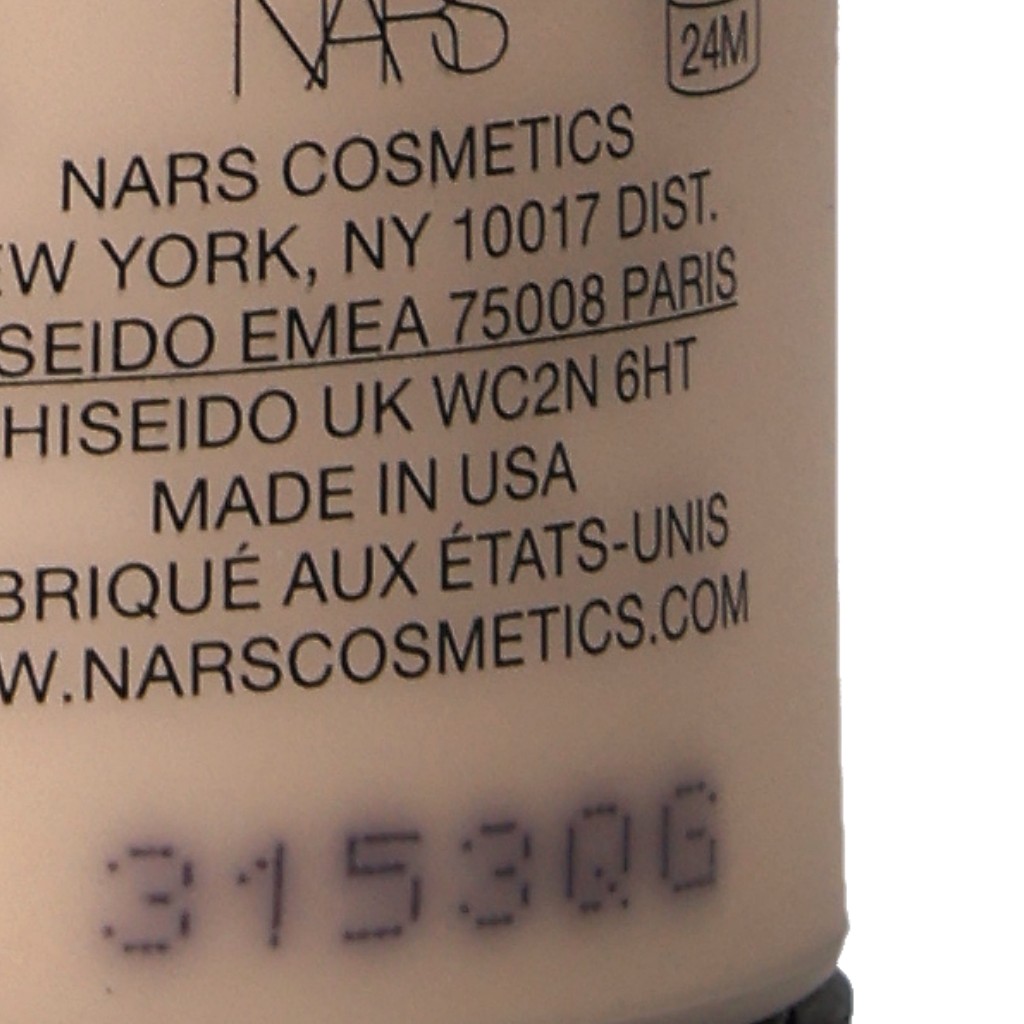 NARS
24M
NARS COSMETICS
EW YORK, NY 10017 DIST.
SEIDO EMEA 75008 PARIS
HISEIDO UK WC2N 6HT
MADE IN USA
BRIQUÉ AUX ÉTATS-UNIS
W.NARSCOSMETICS.COM
3153QG